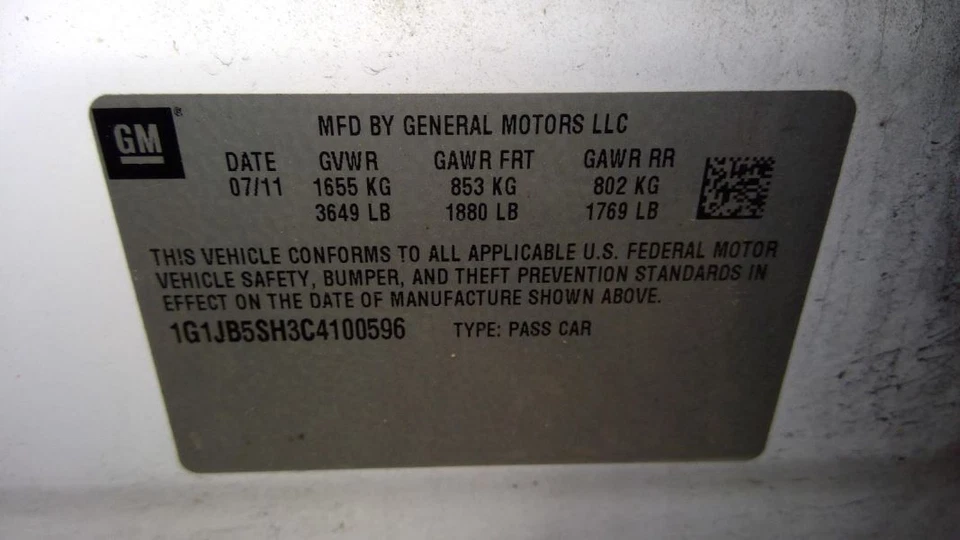 GM
MFD BY GENERAL MOTORS LLC
DATE GVWR GAWR FRT GAWR RR
07/11 1655 KG 853 KG 802 KG
3649 LB 1880 LB 1769 LB
THIS VEHICLE CONFORMS TO ALL APPLICABLE U.S. FEDERAL MOTOR
VEHICLE SAFETY, BUMPER, AND THEFT PREVENTION STANDARDS IN
EFFECT ON THE DATE OF MANUFACTURE SHOWN ABOVE.
1G1JB5SH3C4100596 TYPE: PASS CAR